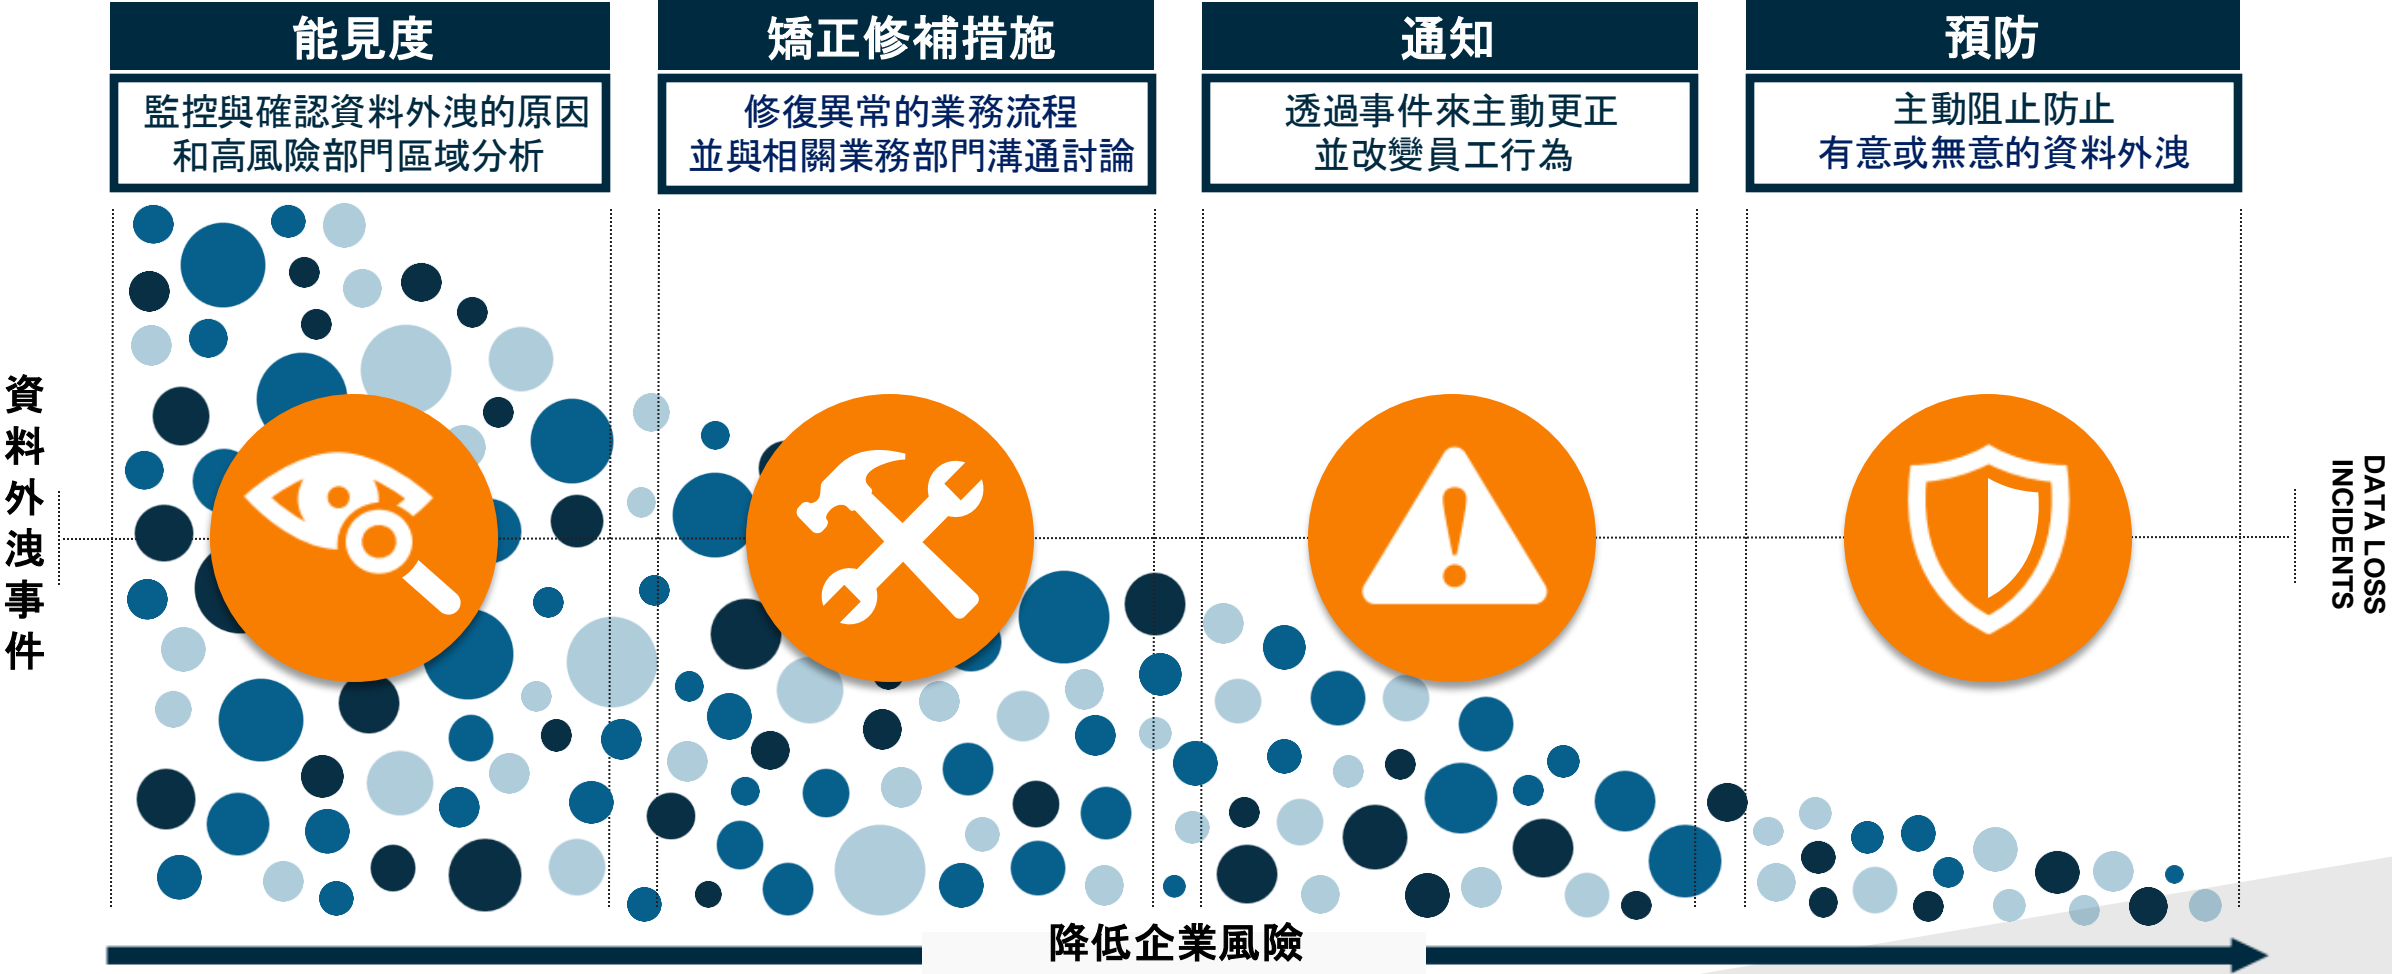 能見度
監控與確認資料外洩的原因
和高風險部門區域分析
矯正修補措施
修復異常的業務流程
並與相關業務部門溝通討論
通知
透過事件來主動更正
並改變員工行為
預防
主動阻止防止
有意或無意的資料外洩
資料外洩事件
DATA LOSS
INCIDENTS
降低企業風險